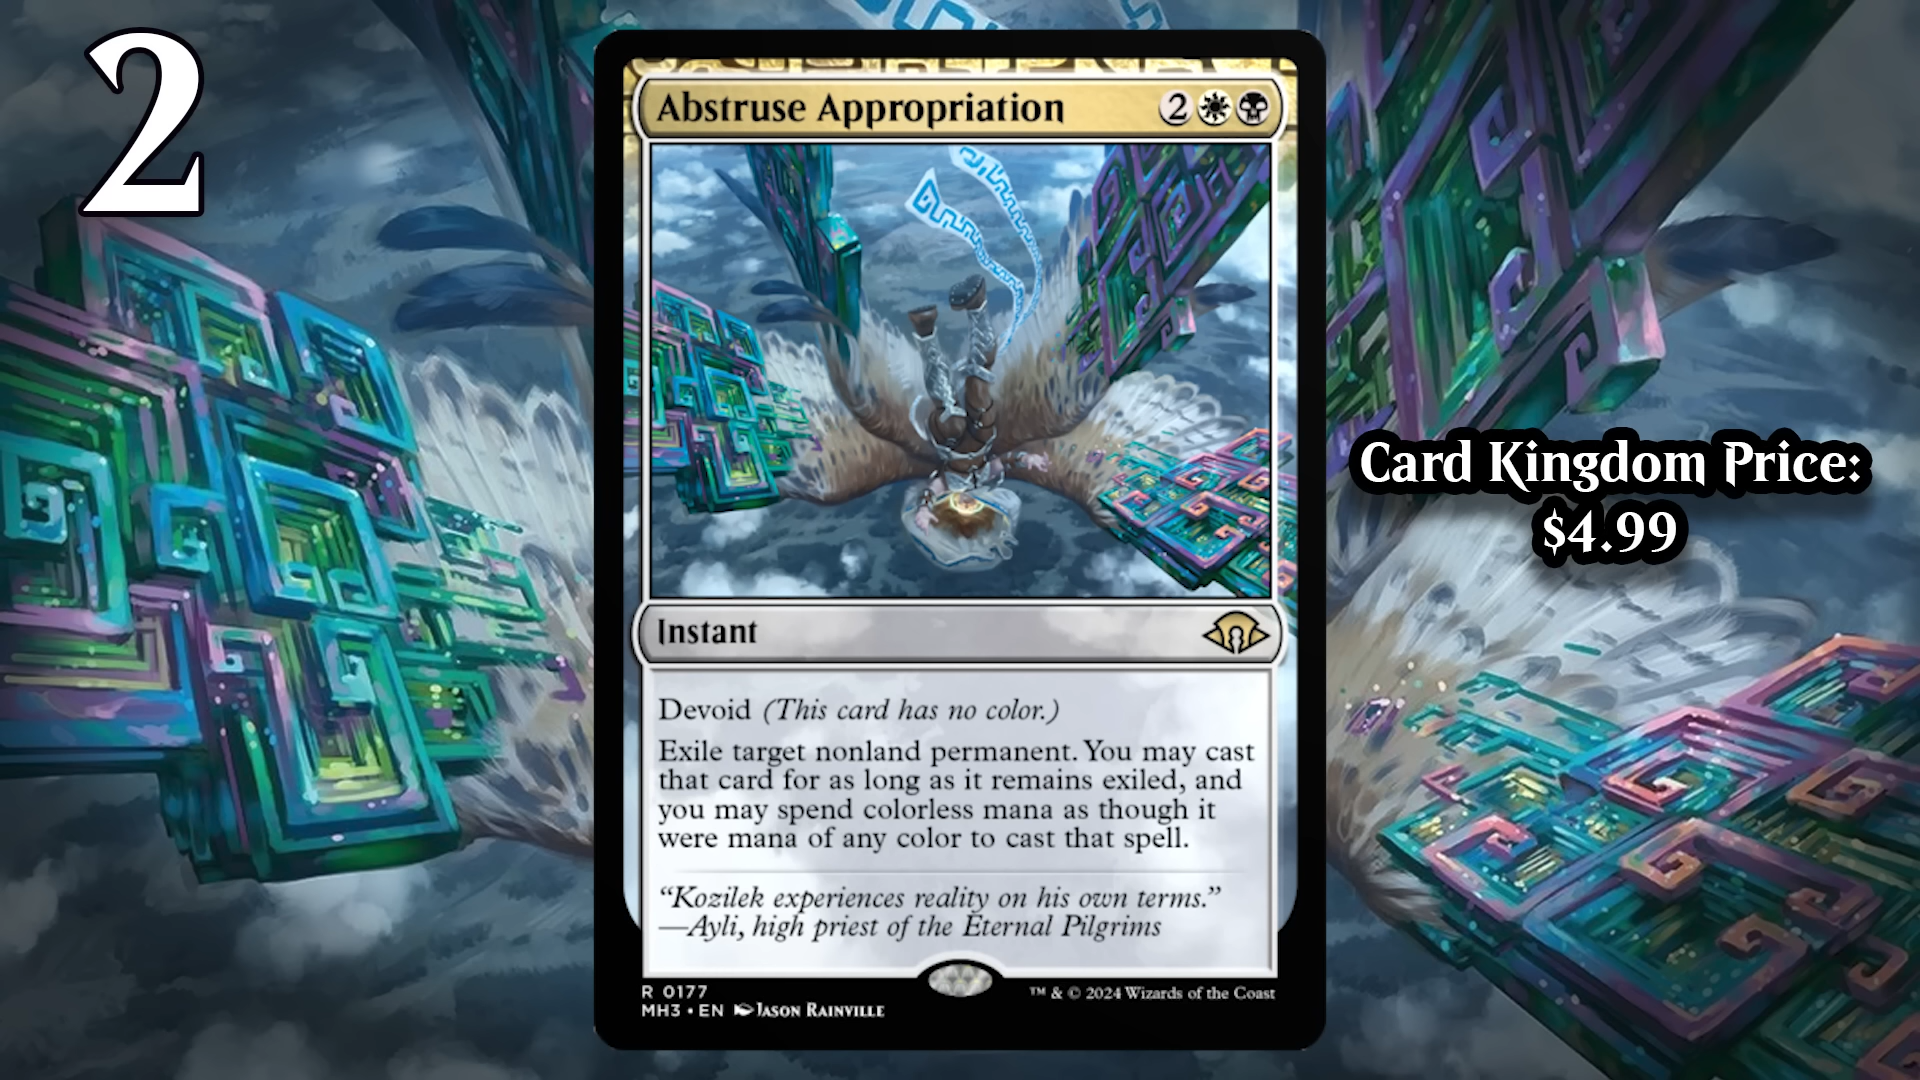 2
Abstruse Appropriation 2
Card Kingdom Price:
$4.99
Instant
Devoid (This card has no color.)
Exile target nonland permanent. You may cast
that card for as long as it remains exiled, and
you may spend colorless mana as though it
were mana of any color to cast that spell.
“Kozilek experiences reality on his own terms.”
—Ayli, high priest of the Eternal Pilgrims
R 0177
MH3 • EN Jason Rainville
™ & © 2024 Wizards of the Coast